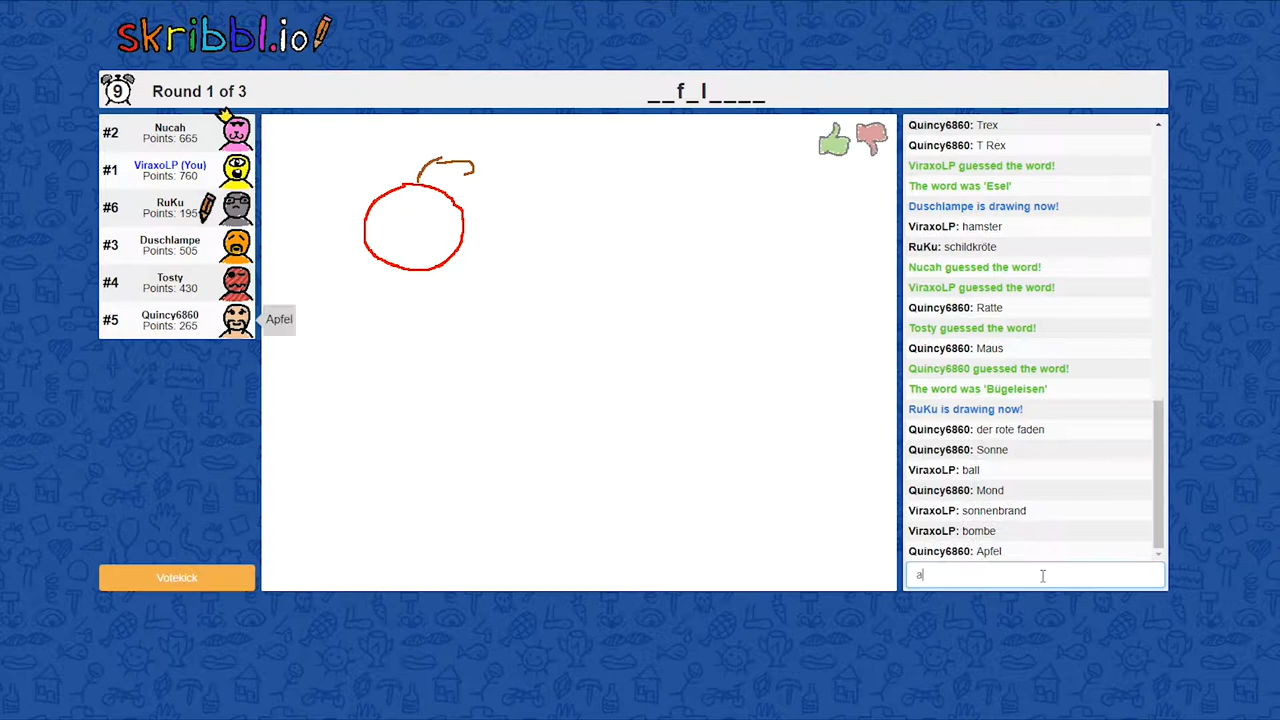 skribbl.io!
9
Round 1 of 3
__f_l____
#2 Nucah
Points: 665
#1 ViraxoLP (You)
Points: 760
#6 RuKu
Points: 195
#3 Duschlampe
Points: 505
#4 Tosty
Points: 430
#5 Quincy6860
Points: 265
Apfel
Votekick
Quincy6860: Trex
Quincy6860: T Rex
ViraxoLP guessed the word!
The word was 'Esel'
Duschlampe is drawing now!
ViraxoLP: hamster
RuKu: schildkröte
Nucah guessed the word!
ViraxoLP guessed the word!
Quincy6860: Ratte
Tosty guessed the word!
Quincy6860: Maus
Quincy6860 guessed the word!
The word was 'Bügeleisen'
RuKu is drawing now!
Quincy6860: der rote faden
Quincy6860: Sonne
ViraxoLP: ball
Quincy6860: Mond
ViraxoLP: sonnenbrand
ViraxoLP: bombe
Quincy6860: Apfel
a